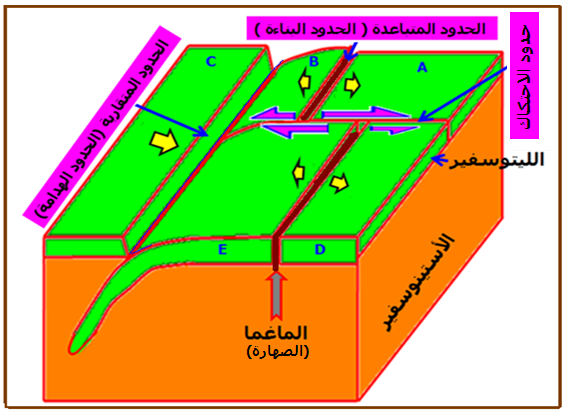 الحدود المتباعدة ( الحدود البناءة )
حدود الاحتكاك
الحدود المتقاربة (الحدود الهدامة)
C
B
A
الليتوسفير
E
D
الأستينوسفير
الماغما
(الصهارة)